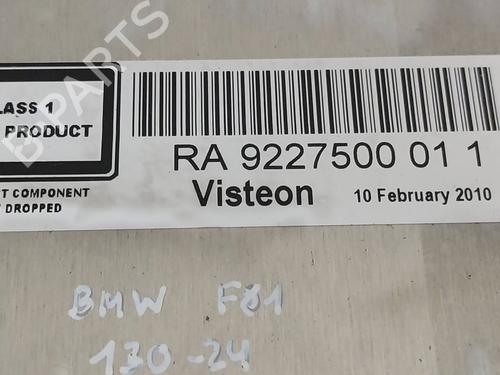 B-PARTS
LASS 1
PRODUCT
T COMPONENT
DROPPED
RA 9227500 01 1
Visteon 10 February 2010
BMW F01
130-24